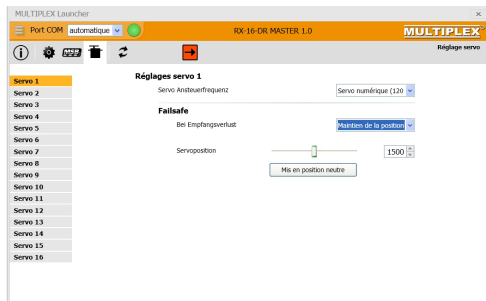 MULTIPLEX Launcher
Port COM automatique RX-16-DR MASTER 1.0 MULTIPLEX
MSB Réglage servo
Servo 1
Servo 2
Servo 3
Servo 4
Servo 5
Servo 6
Servo 7
Servo 8
Servo 9
Servo 10
Servo 11
Servo 12
Servo 13
Servo 14
Servo 15
Servo 16
Réglages servo 1
Servo Ansteuerfrequenz Servo numérique (120
Failsafe
Bei Empfangsverlust Maintien de la position
Servoposition 1500
Mis en position neutre